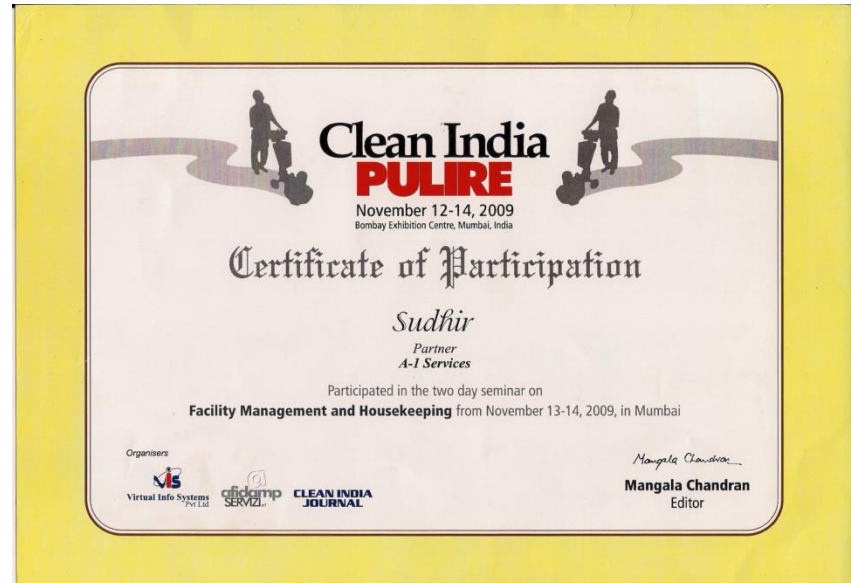 Clean India
PULIRE
November 12-14, 2009
Bombay Exhibition Centre, Mumbai, India
Certificate of Participation
Sudhir
Partner
A-1 Services
Participated in the two day seminar on
Facility Management and Housekeeping from November 13-14, 2009, in Mumbai
Organisers
VIS
Virtual Info Systems
Pvt Ltd
afidamp
SERVIZI srl
CLEAN INDIA
JOURNAL
Mangala Chandran
Mangala Chandran
Editor